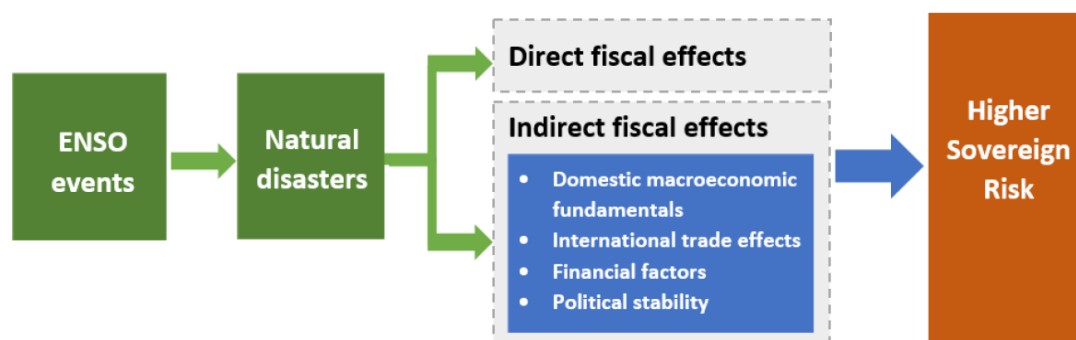 ENSO
events
Natural
disasters
Direct fiscal effects
Indirect fiscal effects
• Domestic macroeconomic
fundamentals
• International trade effects
• Financial factors
• Political stability
Higher
Sovereign
Risk